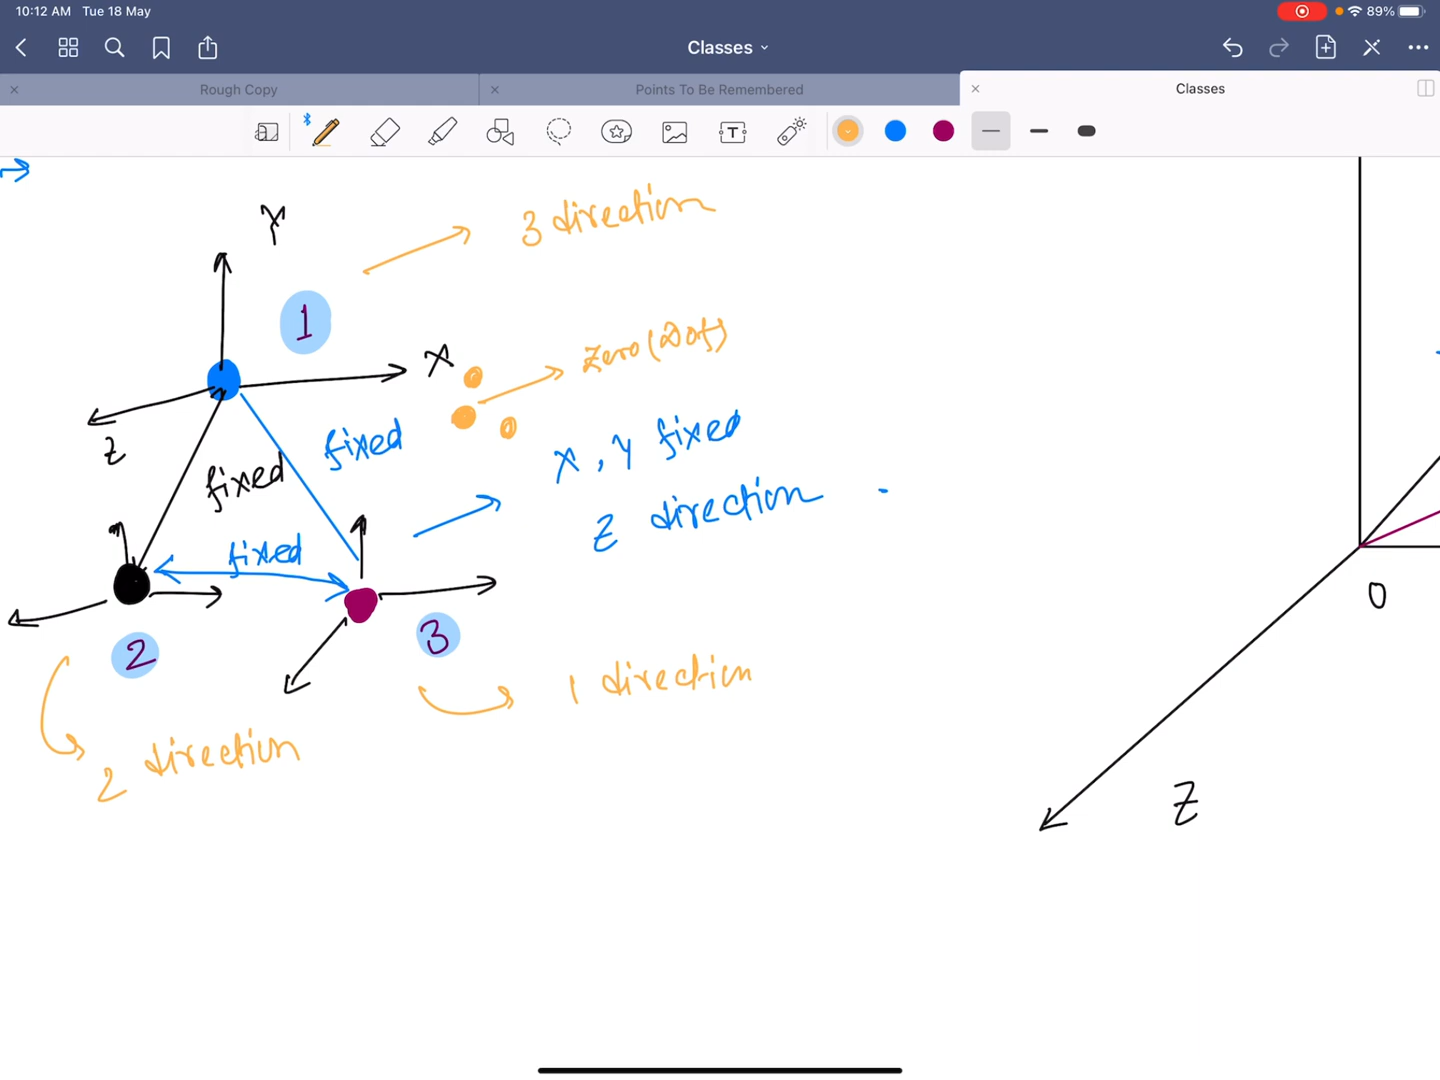 10:12 AM Tue 18 May
89%
Classes
Rough Copy
Points To Be Remembered
Classes
T
Y
3 direction
1
X
Zero (Dof)
Z
fixed
fixed
X, Y fixed
Z direction
fixed
2
3
1 direction
2 direction
O
Z